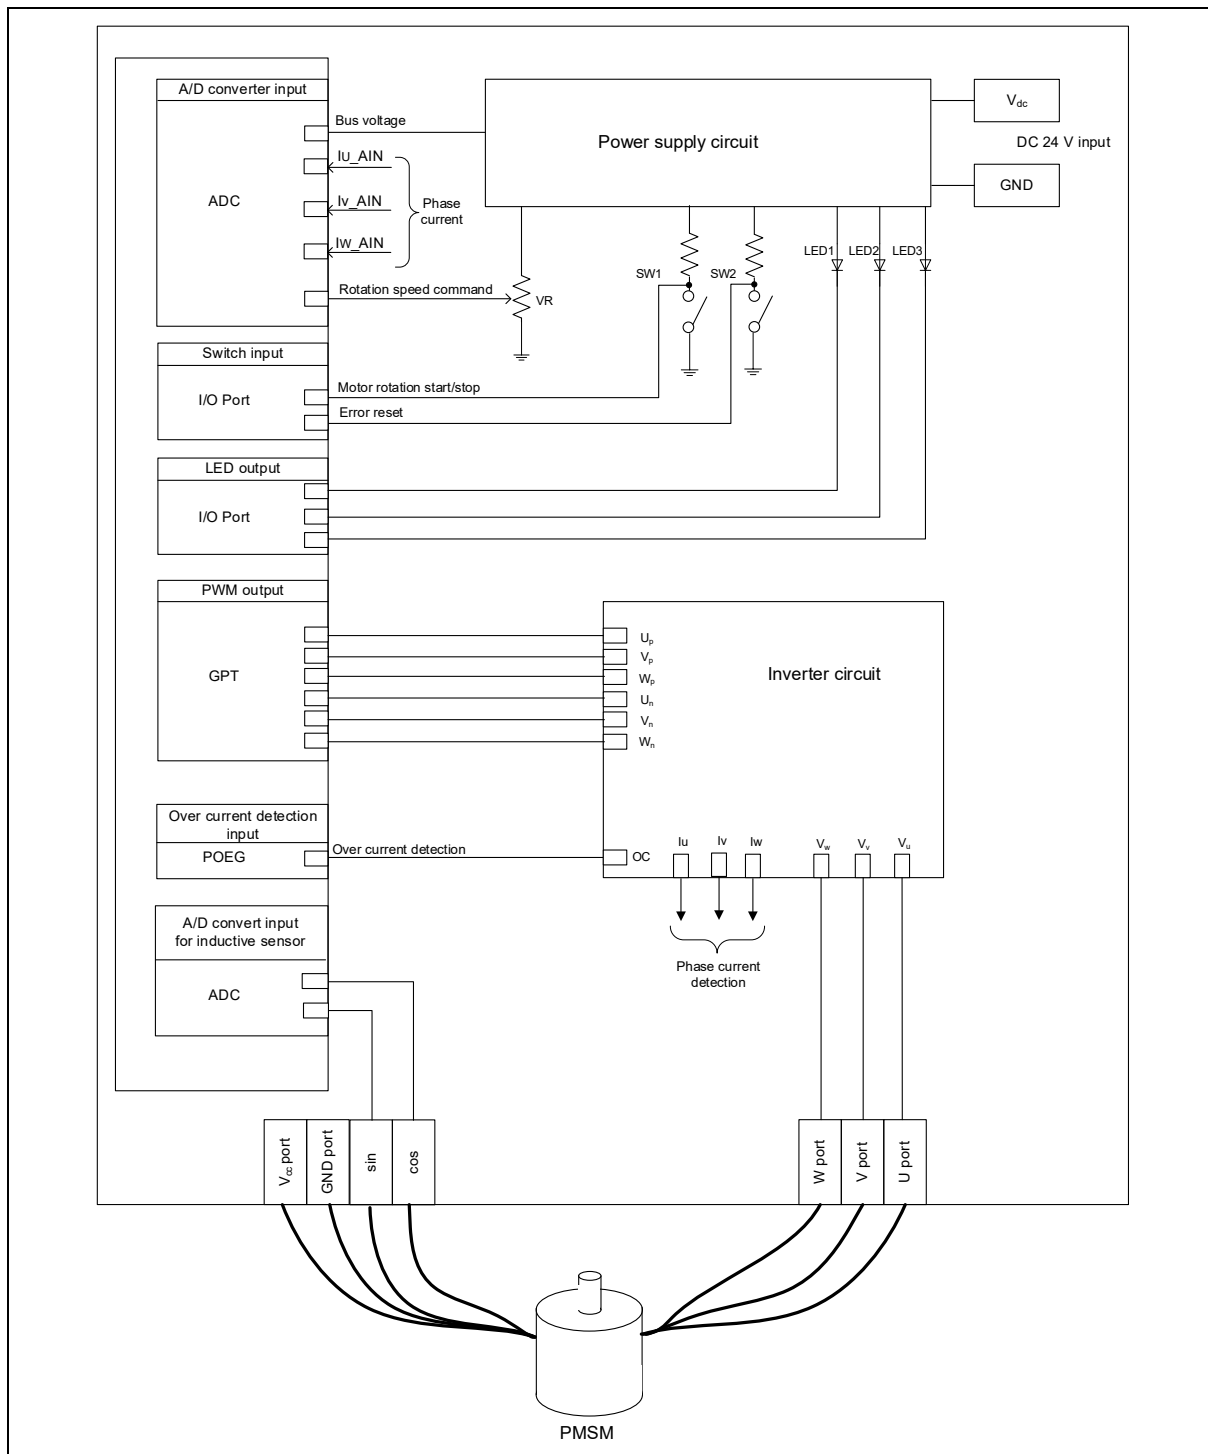 A/D converter input
Bus voltage
IU_AIN
ADC
Iv_AIN
Phase
current
IW_AIN
Rotation speed command
VR
Power supply circuit
Vdc
DC 24 V input
GND
SW1
SW2
LED1
LED2
LED3
Switch input
I/O Port
Motor rotation start/stop
Error reset
LED output
I/O Port
PWM output
GPT
Up
Vp
Wp
Un
Vn
Wn
Inverter circuit
Over current detection
input
POEG
Over current detection
OC
Iu
Iv
Iw
Vw
Vv
Vu
Phase current
detection
A/D convert input
for inductive sensor
ADC
Vcc port
GND port
sin
cos
W port
V port
U port
PMSM